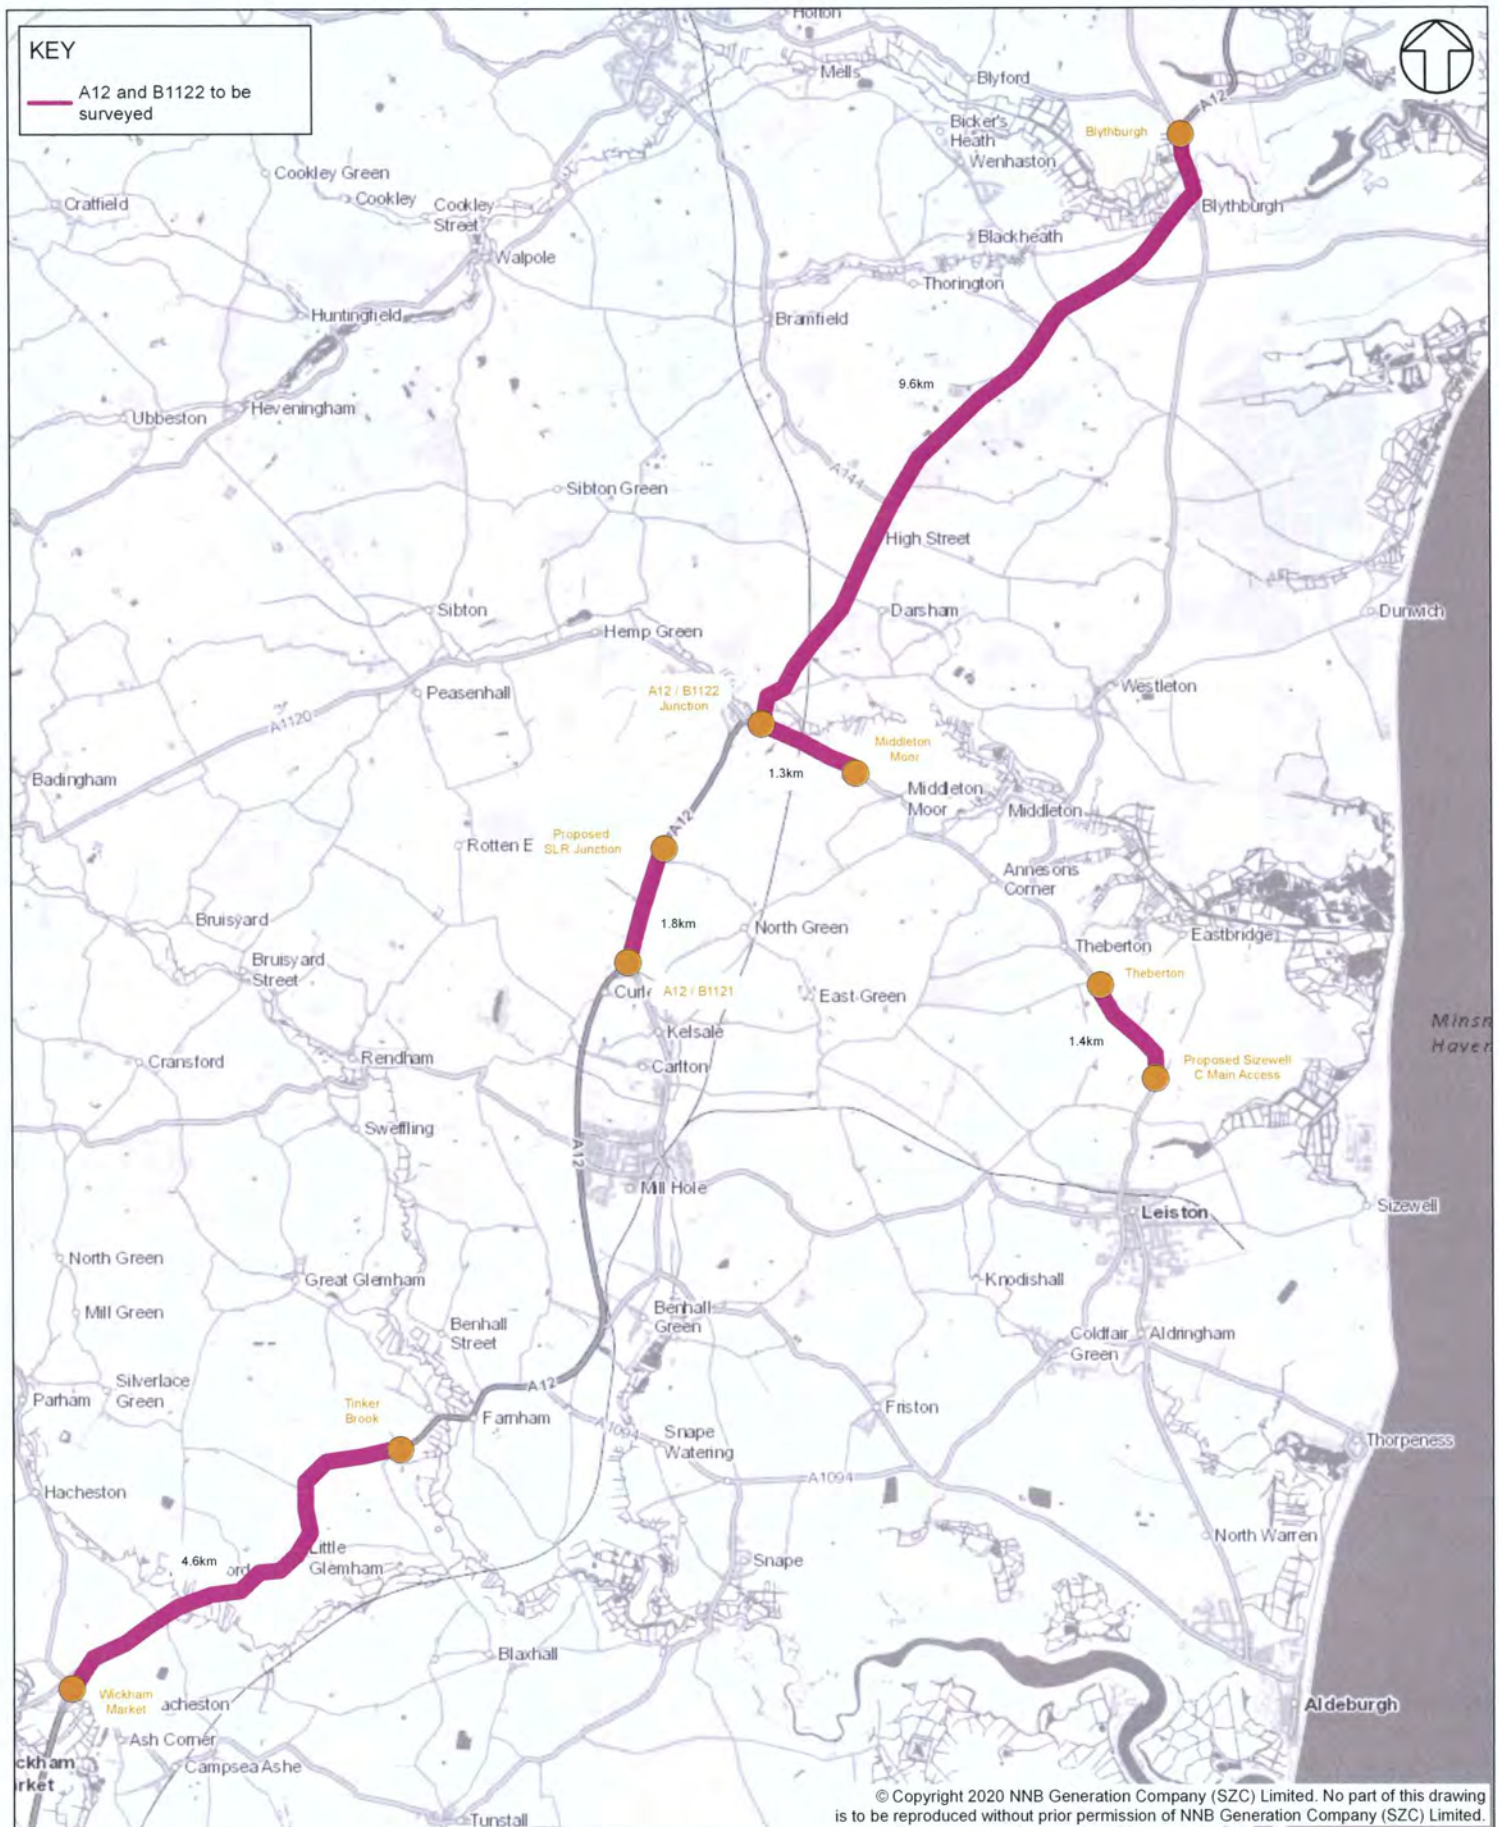 KEY
A12 and B1122 to be
surveyed
Horton
Mells
Blyford
A12
Bicker's
Heath
Blythburgh
Wenhaston
Cookley Green
Cookley
Cratfield
Cookley
Street
Blythburgh
Blackheath
Walpole
Thorington
Huntingfield
Bramfield
9.6km
Heveningham
Ubbeston
A144
Sibton Green
High Street
Sibton
Darsham
Dunwich
Hemp Green
A12 / B1122
Junction
Westleton
Peasenhall
A1120
Middleton
Moor
1.3km
Badingham
Middleton
Moor
Middleton
A12
Proposed
SLR Junction
Rotten E
Annesons
Corner
Bruisyard
1.8km
North Green
Eastbridge
Theberton
Bruisyard
Street
Theberton
Curl
A12 / B1121
East Green
Minsn
Haven
Kelsale
1.4km
Cransford
Rendham
Carlton
Proposed Sizewell
C Main Access
Sweffling
A12
Mill Hole
Sizewell
Leiston
North Green
Great Glemham
Knodishall
Mill Green
Benhall
Green
Benhall
Street
Coldfair
Green
Aldringham
Silverlace
Green
A12
Parham
Tinker
Brook
Farnham
Friston
A1094
Snape
Watering
Thorpeness
A1094
Hacheston
North Warren
Little
Glemham
4.6km
ord
Snape
Blaxhall
Wickham
Market
acheston
Aldeburgh
Ash Corner
ckham
rket
Campsea Ashe
Tunstall
© Copyright 2020 NNB Generation Company (SZC) Limited. No part of this drawing
is to be reproduced without prior permission of NNB Generation Company (SZC) Limited.